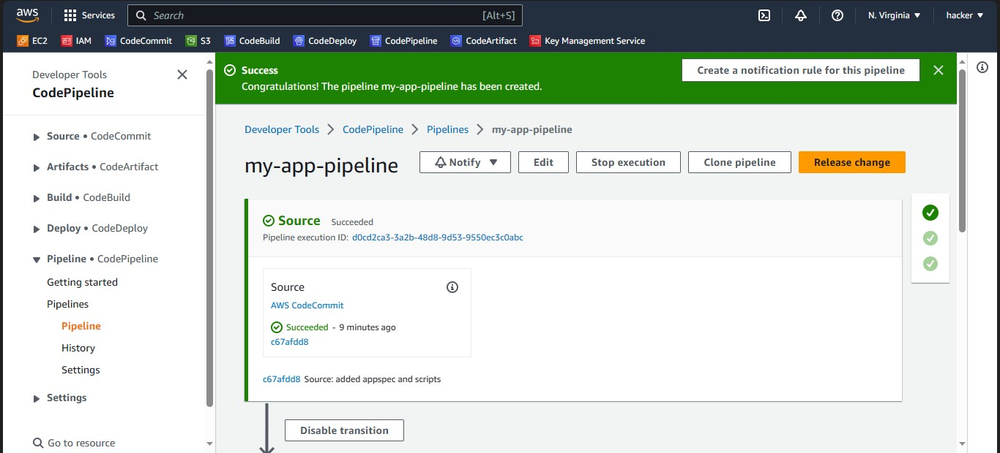 aws Services Search [Alt+S] N. Virginia hacker
EC2 IAM CodeCommit S3 CodeBuild CodeDeploy CodePipeline CodeArtifact Key Management Service
Developer Tools
CodePipeline
Source • CodeCommit
Artifacts • CodeArtifact
Build • CodeBuild
Deploy • CodeDeploy
Pipeline • CodePipeline
Getting started
Pipelines
Pipeline
History
Settings
Settings
Go to resource
Success
Congratulations! The pipeline my-app-pipeline has been created.
Create a notification rule for this pipeline
Developer Tools CodePipeline Pipelines my-app-pipeline
my-app-pipeline
Notify Edit Stop execution Clone pipeline Release change
Source Succeeded
Pipeline execution ID: d0cd2ca3-3a2b-48d8-9d53-9550ec3c0abc
Source
AWS CodeCommit
Succeeded - 9 minutes ago
c67afdd8
c67afdd8 Source: added appspec and scripts
Disable transition